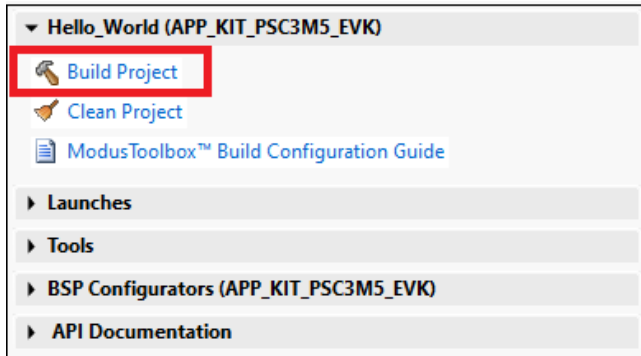 Hello_World (APP_KIT_PSC3M5_EVK)
Build Project
Clean Project
ModusToolbox™ Build Configuration Guide
Launches
Tools
BSP Configurators (APP_KIT_PSC3M5_EVK)
API Documentation